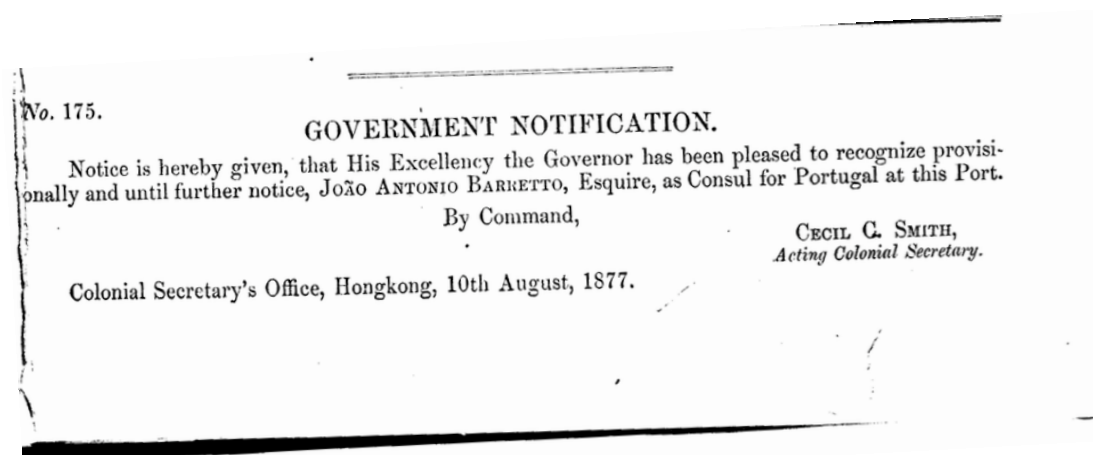 No. 175.
GOVERNMENT NOTIFICATION.
Notice is hereby given, that His Excellency the Governor has been pleased to recognize provisi-
onally and until further notice, JOÃO ANTONIO BARRETTO, Esquire, as Consul for Portugal at this Port.
By Command,
CECIL C. SMITH,
Acting Colonial Secretary.
Colonial Secretary's Office, Hongkong, 10th August, 1877.